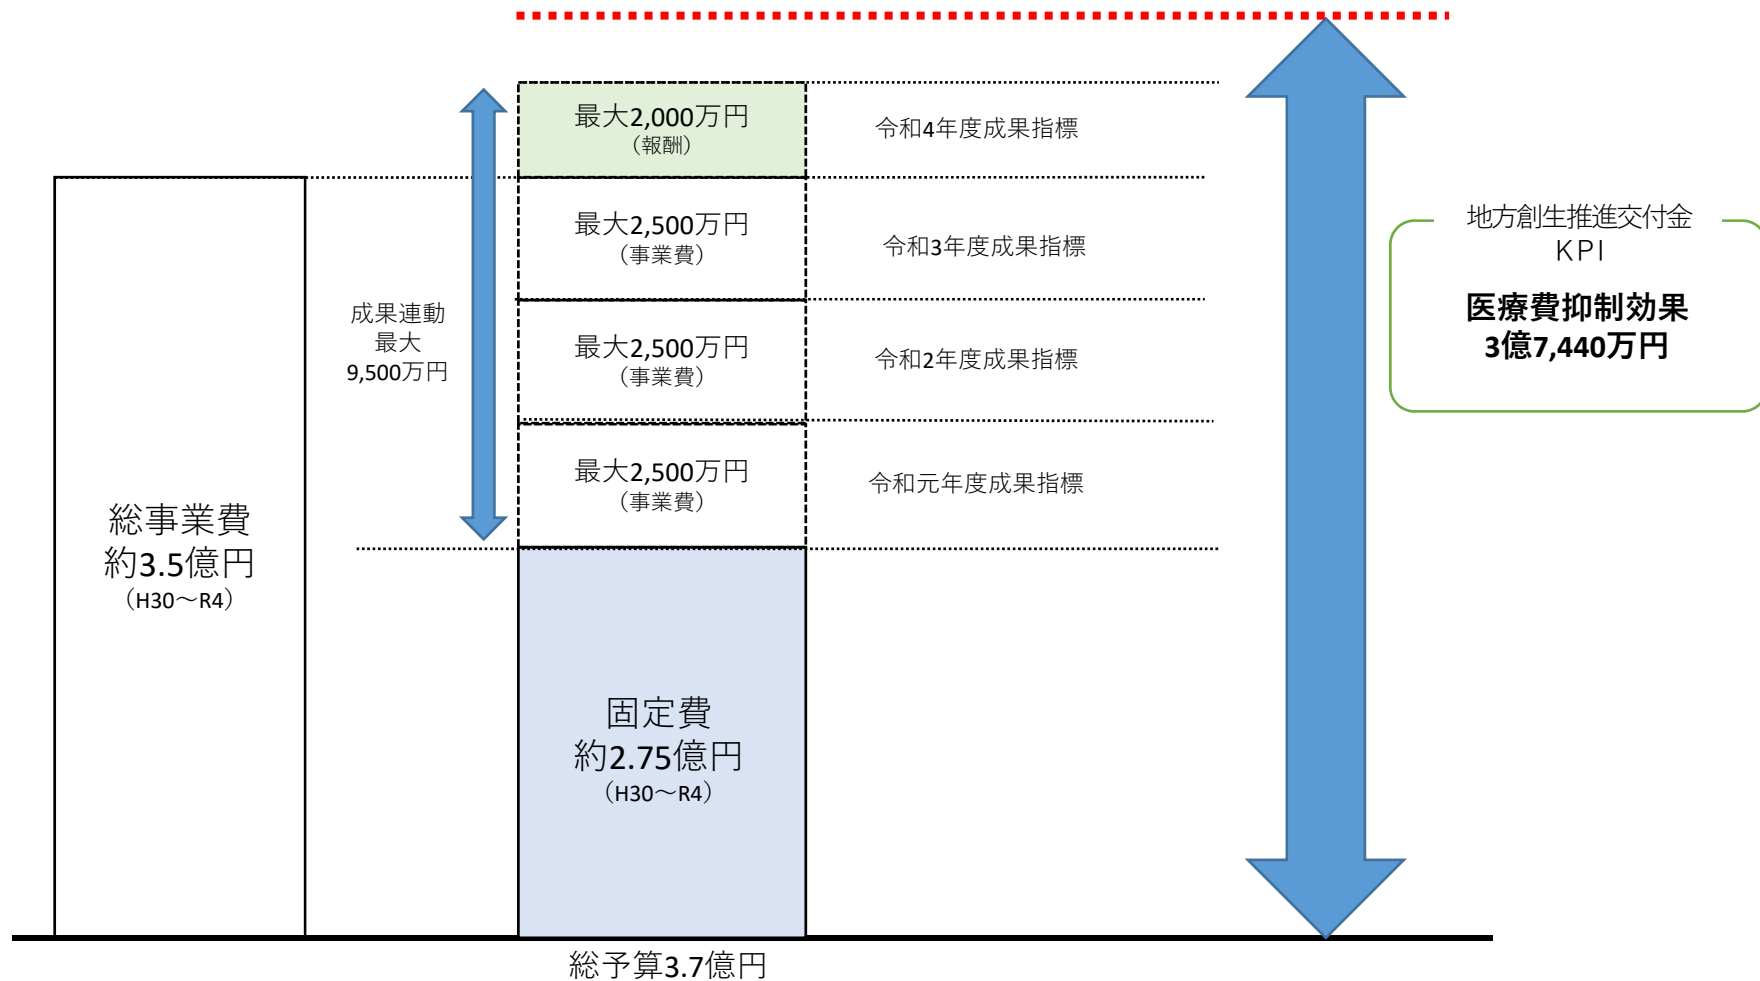 総事業費
約3.5億円
（H30～R4）
成果連動
最大
9,500万円
最大2,000万円
（報酬）
最大2,500万円
（事業費）
最大2,500万円
（事業費）
最大2,500万円
（事業費）
固定費
約2.75億円
（H30～R4）
総予算3.7億円
令和4年度成果指標
令和3年度成果指標
令和2年度成果指標
令和元年度成果指標
地方創生推進交付金
KPI
医療費抑制効果
3億7,440万円